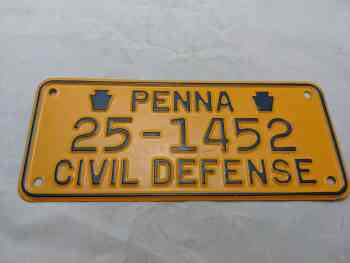 PENNA
25-1452
CIVIL DEFENSE